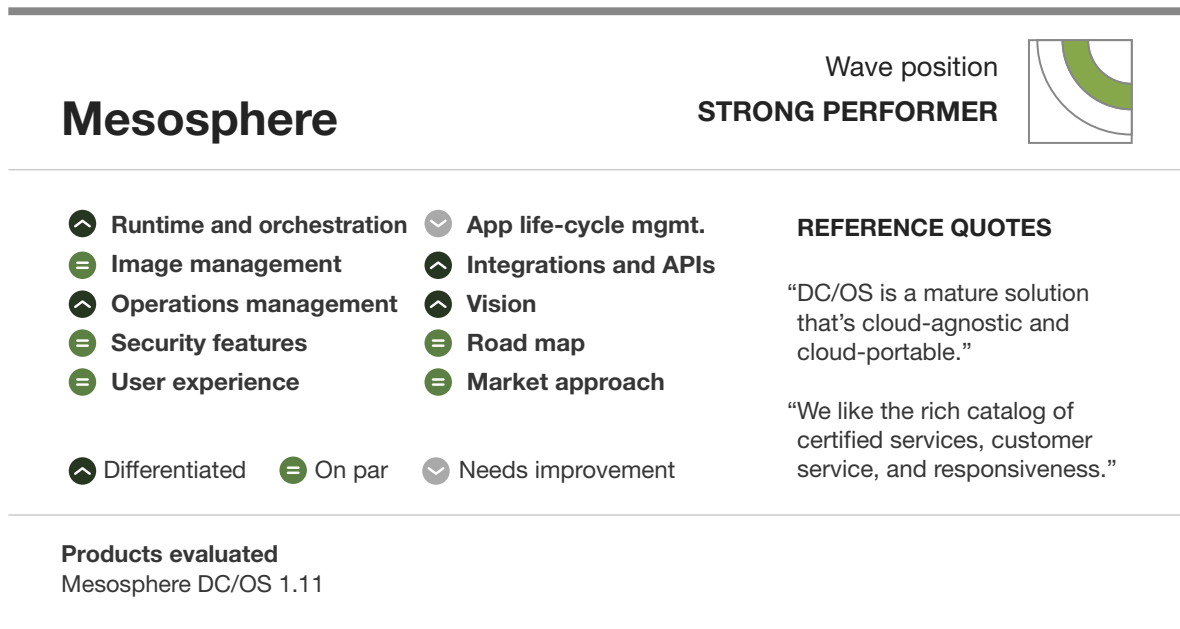 Wave position
Mesosphere
STRONG PERFORMER
Runtime and orchestration
Image management
Operations management
Security features
User experience
App life-cycle mgmt.
Integrations and APIs
Vision
Road map
Market approach
Differentiated
On par
Needs improvement
REFERENCE QUOTES
“DC/OS is a mature solution
that’s cloud-agnostic and
cloud-portable.”
“We like the rich catalog of
certified services, customer
service, and responsiveness.”
Products evaluated
Mesosphere DC/OS 1.11